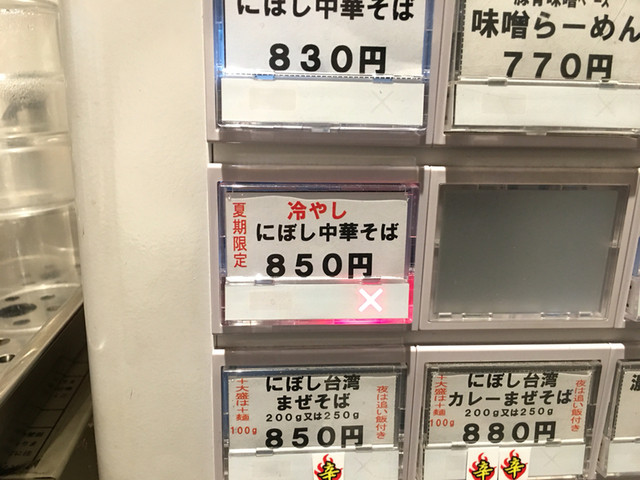 にぼし中華そば
830円
味噌らーめん
770円
夏期限定
冷やし
にぼし中華そば
850円
にぼし台湾
まぜそば
200g又は250g
850円
十大盛は十麺
100g
夜は追い飯付き
辛
にぼし台湾
カレーまぜそば
200g又は250g
880円
十大盛は十麺
100g
夜は追い飯付き
辛
辛